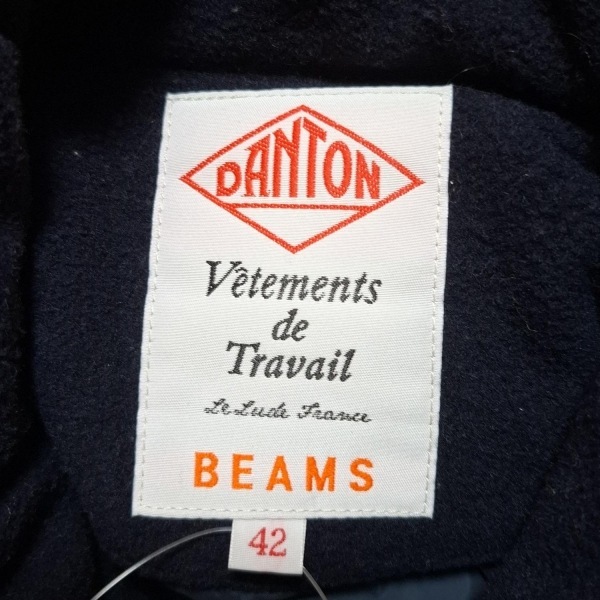 DANTON
Vêtements
de
Travail
Le Lude France
BEAMS
42